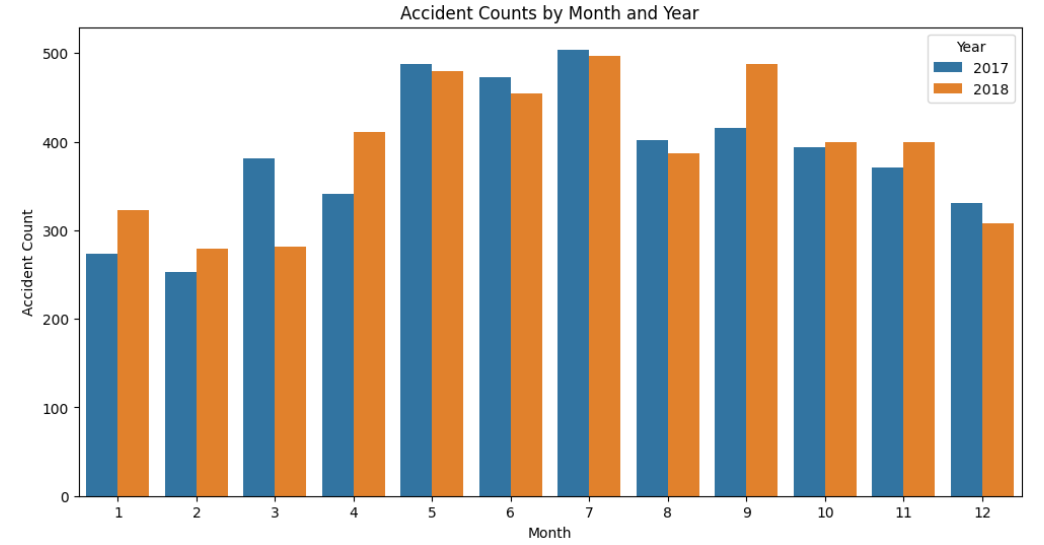 Accident Counts by Month and Year
Year
2017
2018
Accident Count
500
400
300
200
100
0
1 2 3 4 5 6 7 8 9 10 11 12
Month